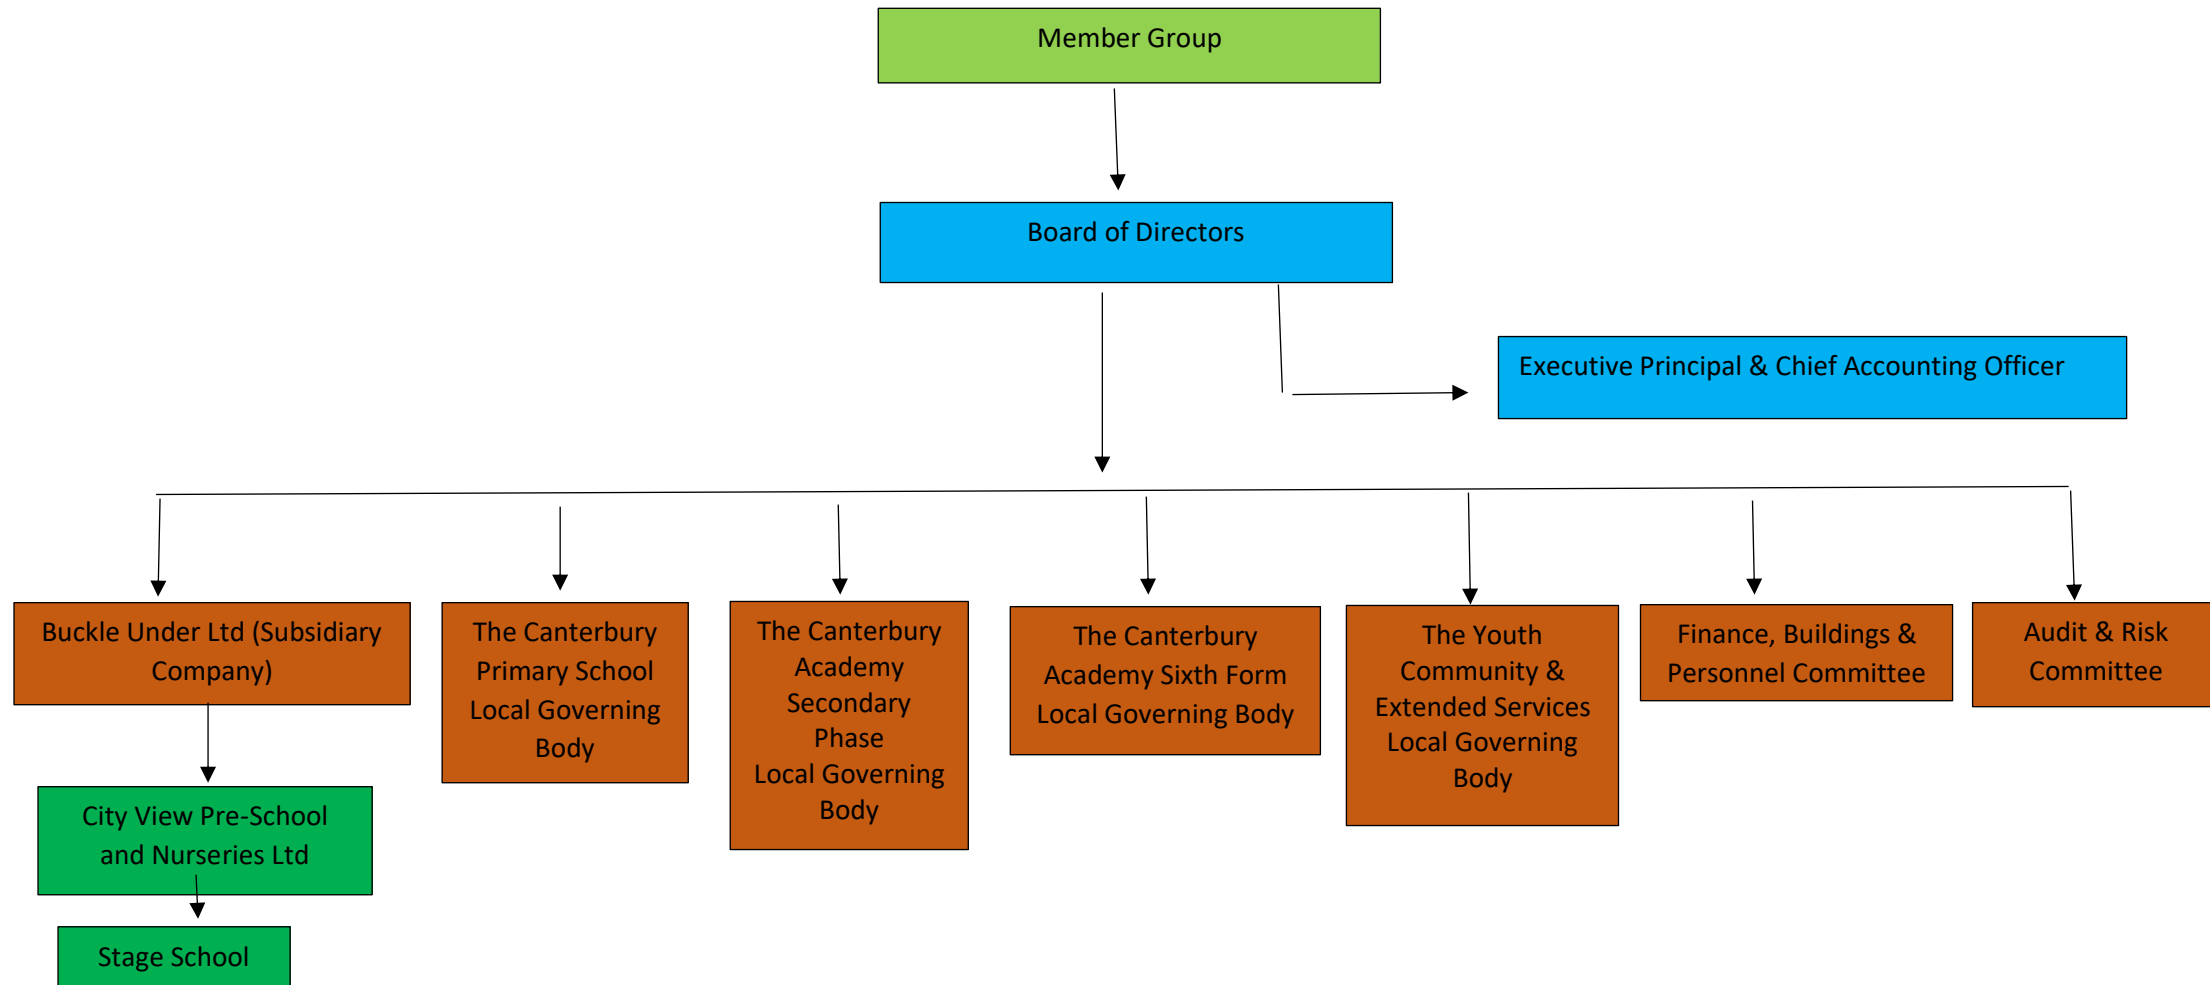 Member Group
Board of Directors
Executive Principal & Chief Accounting Officer
Buckle Under Ltd (Subsidiary
Company)
The Canterbury
Primary School
Local Governing
Body
The Canterbury
Academy
Secondary
Phase
Local Governing
Body
The Canterbury
Academy Sixth Form
Local Governing Body
The Youth
Community &
Extended Services
Local Governing
Body
Finance, Buildings &
Personnel Committee
Audit & Risk
Committee
City View Pre-School
and Nurseries Ltd
Stage School